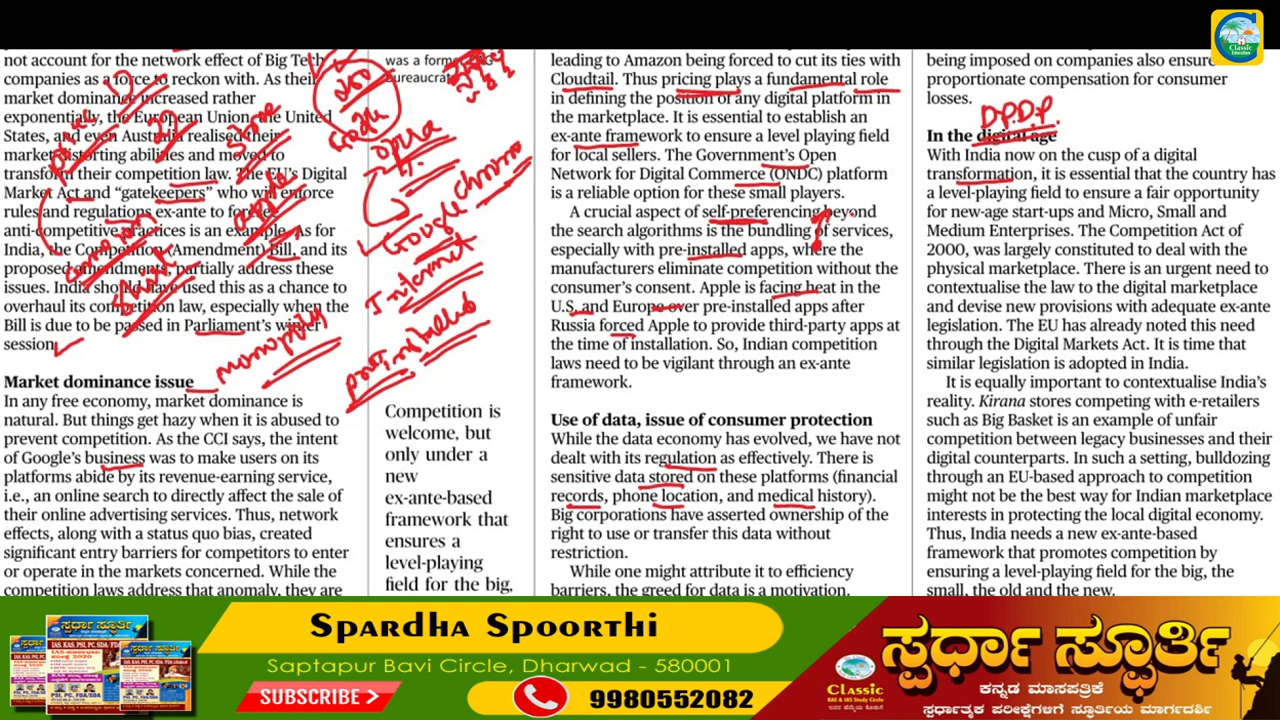 not account for the network effect of Big Tech
companies as a force to reckon with. As their
market dominance increased rather
exponentially, the European Union, the United
States, and even Australia realised their
market-distorting abilities and moved to
transform their competition law. The EU's Digital
Market Act and “gatekeepers” who will enforce
rules and regulations ex-ante to foresee
anti-competitive practices is an example. As for
India, the Competition (Amendment) Bill, and its
proposed amendments, partially address these
issues. India should have used this as a chance to
overhaul its competition law, especially when the
Bill is due to be passed in Parliament's winter
session.
Market dominance issue
In any free economy, market dominance is
natural. But things get hazy when it is abused to
prevent competition. As the CCI says, the intent
of Google's business was to make users on its
platforms abide by its revenue-earning service,
i.e., an online search to directly affect the sale of
their online advertising services. Thus, network
effects, along with a status quo bias, created
significant entry barriers for competitors to enter
or operate in the markets concerned. While the
competition laws address that anomaly, they are
was a former
bureaucrat
store
apple
opera
Google chrome
Internet
monopoly
Competition is
welcome, but
only under a
new
ex-ante-based
framework that
ensures a
level-playing
field for the big,
leading to Amazon being forced to cut its ties with
Cloudtail. Thus pricing plays a fundamental role
in defining the position of any digital platform in
the marketplace. It is essential to establish an
ex-ante framework to ensure a level playing field
for local sellers. The Government's Open
Network for Digital Commerce (ONDC) platform
is a reliable option for these small players.
A crucial aspect of self-preferencing beyond
the search algorithms is the bundling of services,
especially with pre-installed apps, where the
manufacturers eliminate competition without the
consumer's consent. Apple is facing heat in the
U.S. and Europe over pre-installed apps after
Russia forced Apple to provide third-party apps at
the time of installation. So, Indian competition
laws need to be vigilant through an ex-ante
framework.
Use of data, issue of consumer protection
While the data economy has evolved, we have not
dealt with its regulation as effectively. There is
sensitive data stored on these platforms (financial
records, phone location, and medical history).
Big corporations have asserted ownership of the
right to use or transfer this data without
restriction.
While one might attribute it to efficiency
barriers, the greed for data is a motivation.
being imposed on companies also ensure
proportionate compensation for consumer
losses.
D.P.D.P.
In the digital age
With India now on the cusp of a digital
transformation, it is essential that the country has
a level-playing field to ensure a fair opportunity
for new-age start-ups and Micro, Small and
Medium Enterprises. The Competition Act of
2000, was largely constituted to deal with the
physical marketplace. There is an urgent need to
contextualise the law to the digital marketplace
and devise new provisions with adequate ex-ante
legislation. The EU has already noted this need
through the Digital Markets Act. It is time that
similar legislation is adopted in India.
It is equally important to contextualise India's
reality. Kirana stores competing with e-retailers
such as Big Basket is an example of unfair
competition between legacy businesses and their
digital counterparts. In such a setting, bulldozing
through an EU-based approach to competition
might not be the best way for Indian marketplace
interests in protecting the local digital economy.
Thus, India needs a new ex-ante-based
framework that promotes competition by
ensuring a level-playing field for the big, the
small, the old and the new.
Classic
Education
Spardha Spoorthi
Saptapur Bavi Circle, Dharwad - 580001
SUBSCRIBE >
9980552082
Classic
KAS & IAS Study Circle
ಸ್ಪರ್ಧಾ ಸ್ಫೂರ್ತಿ
ಕನ್ನಡ ಮಾಸಪತ್ರಿಕೆ
ಸ್ಪರ್ಧಾತ್ಮಕ ಪರೀಕ್ಷೆಗಳಿಗೆ ಸ್ಫೂರ್ತಿಯ ಮಾರ್ಗದರ್ಶಿ